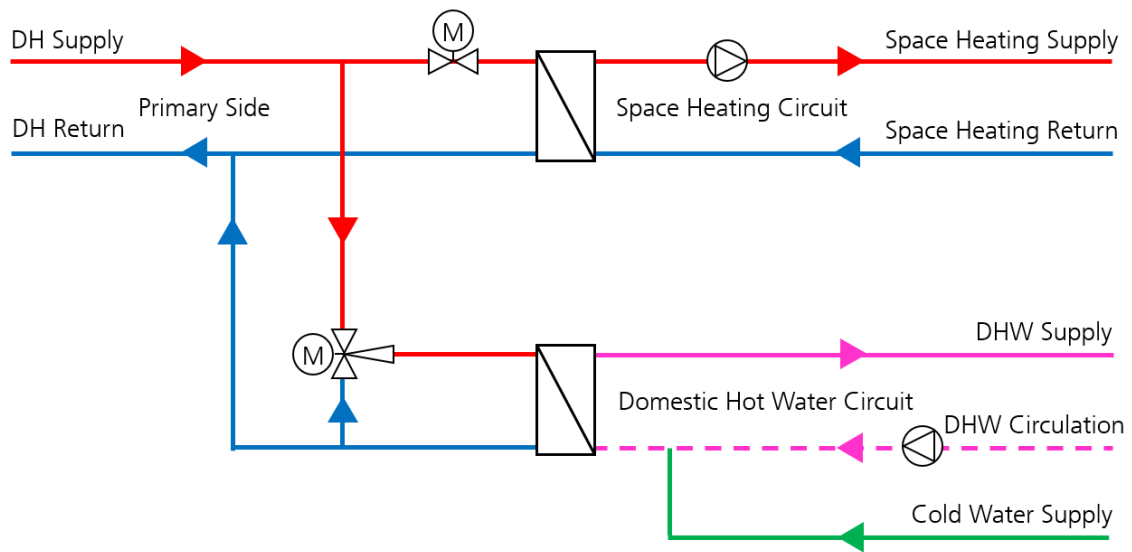 DH Supply
M
Space Heating Supply
Primary Side
Space Heating Circuit
DH Return
Space Heating Return
DHW Supply
M
Domestic Hot Water Circuit
DHW Circulation
Cold Water Supply